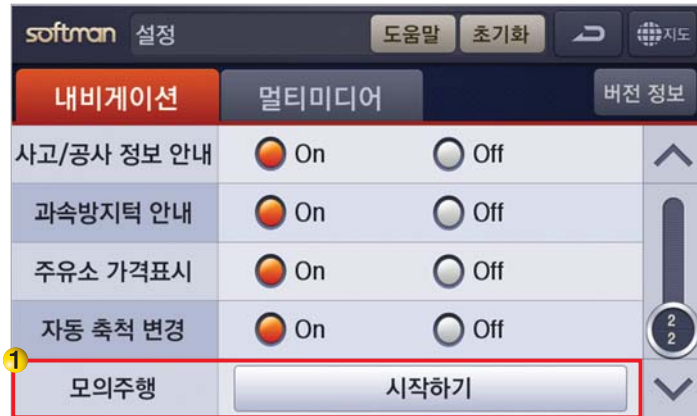 softman 설정 도움말 초기화 지도
내비게이션 멀티미디어 버전 정보
사고/공사 정보 안내 On Off
과속방지턱 안내 On Off
주유소 가격표시 On Off
자동 축척 변경 On Off
2
2
1
모의주행 시작하기